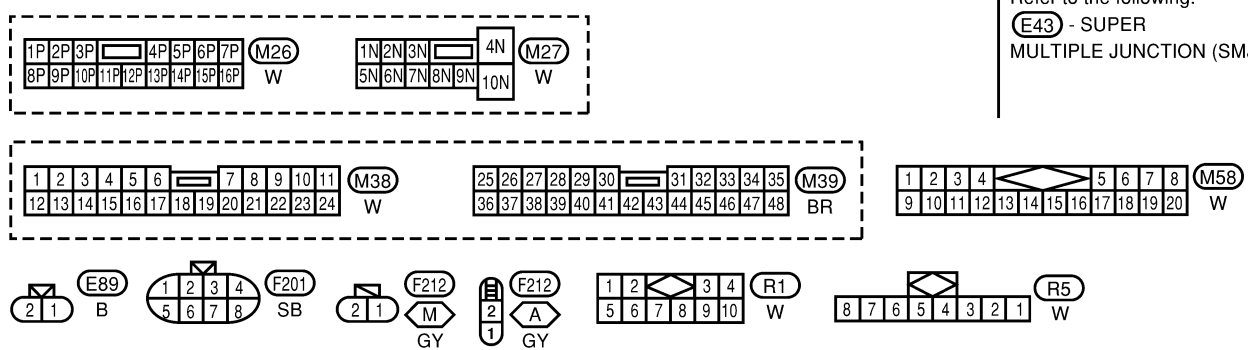 Refer to the following.
E43 - SUPER
MULTIPLE JUNCTION (SMJ
1P 2P 3P 4P 5P 6P 7P M26
8P 9P 10P 11P 12P 13P 14P 15P 16P W
1N 2N 3N 4N M27
5N 6N 7N 8N 9N 10N W
1 2 3 4 5 6 7 8 9 10 11 M38
12 13 14 15 16 17 18 19 20 21 22 23 24 W
25 26 27 28 29 30 31 32 33 34 35 M39
36 37 38 39 40 41 42 43 44 45 46 47 48 BR
1 2 3 4 5 6 7 8 M58
9 10 11 12 13 14 15 16 17 18 19 20 W
2 1 E89
B
1 2 3 4 F201
5 6 7 8 SB
2 1 F212
M
GY
2 F212
1 A
GY
1 2 3 4 R1
5 6 7 8 9 10 W
8 7 6 5 4 3 2 1 R5
W